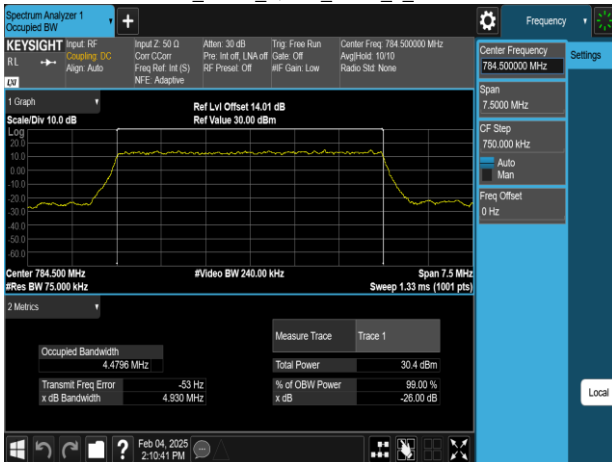 Spectrum Analyzer 1
Occupied BW
Frequency
KEYSIGHT
RL
LXI
Input: RF
Coupling: DC
Align: Auto
Input Z: 50 Ω
Corr CCorr
Freq Ref: Int (S)
NFE: Adaptive
Atten: 30 dB
Pre: Int off, LNA off
RF Preset: Off
Trig: Free Run
Gate: Off
#IF Gain: Low
Center Freq: 784.500000 MHz
Avg|Hold: 10/10
Radio Std: None
Center Frequency
784.500000 MHz
Settings
Span
7.5000 MHz
CF Step
750.000 kHz
Auto
Man
Freq Offset
0 Hz
Local
1 Graph
Scale/Div 10.0 dB
Ref Lvl Offset 14.01 dB
Ref Value 30.00 dBm
Log
20.0
10.0
0.00
-10.0
-20.0
-30.0
-40.0
-50.0
-60.0
Center 784.500 MHz
#Video BW 240.00 kHz
Span 7.5 MHz
#Res BW 75.000 kHz
Sweep 1.33 ms (1001 pts)
2 Metrics
Measure Trace Trace 1
Occupied Bandwidth
4.4796 MHz
Total Power 30.4 dBm
Transmit Freq Error -53 Hz
% of OBW Power 99.00 %
x dB Bandwidth 4.930 MHz
x dB -26.00 dB
Feb 04, 2025
2:10:41 PM